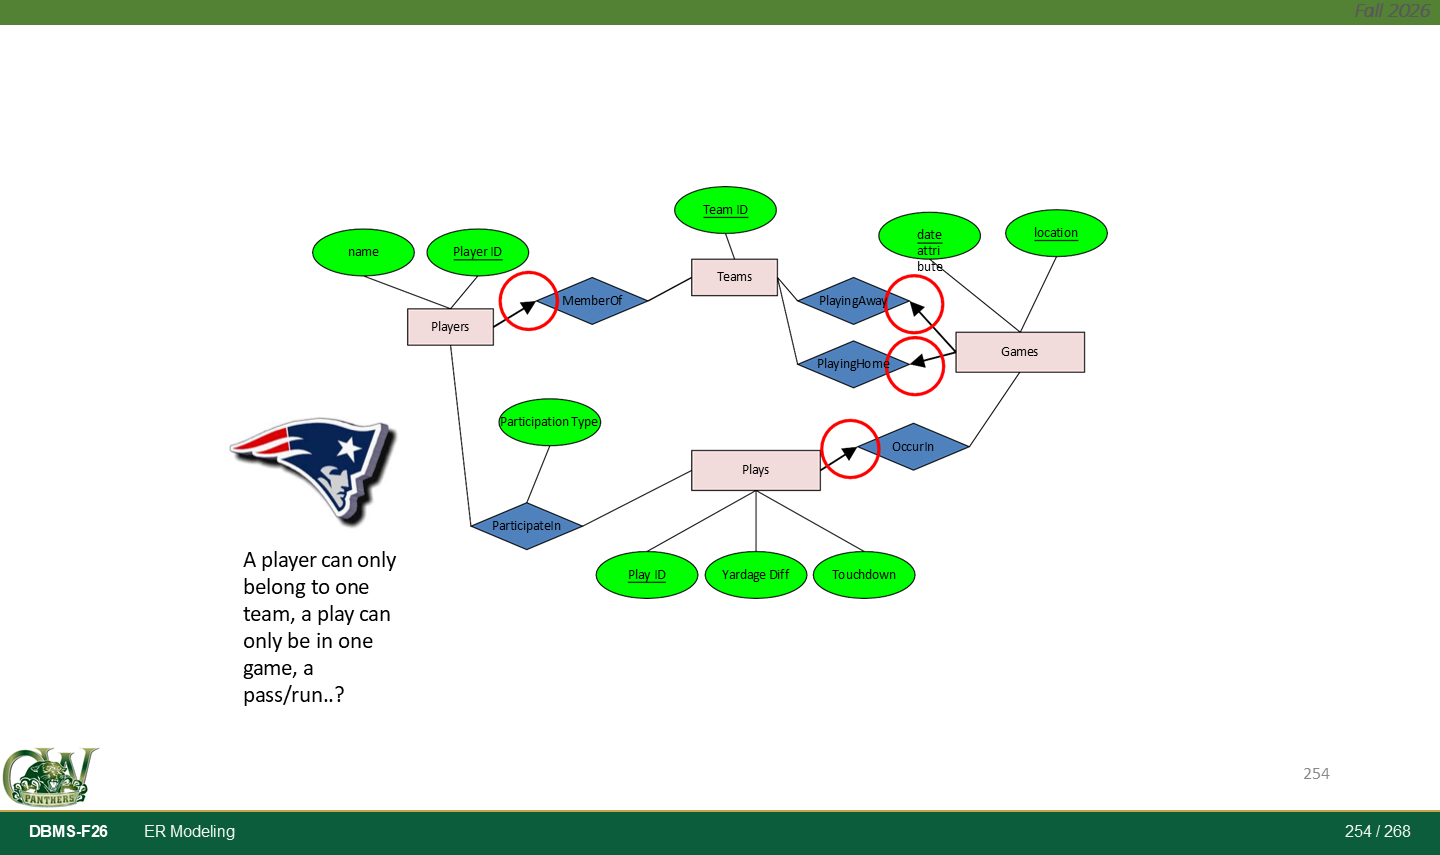 Fall 2026
Team ID
name
Player ID
date
attri
bute
location
MemberOf
Teams
PlayingAway
Players
PlayingHome
Games
Participation Type
Plays
OccurIn
ParticipateIn
Play ID
Yardage Diff
Touchdown
A player can only
belong to one
team, a play can
only be in one
game, a
pass/run..?
OW
PANTHERS
254
DBMS-F26 ER Modeling 254 / 268